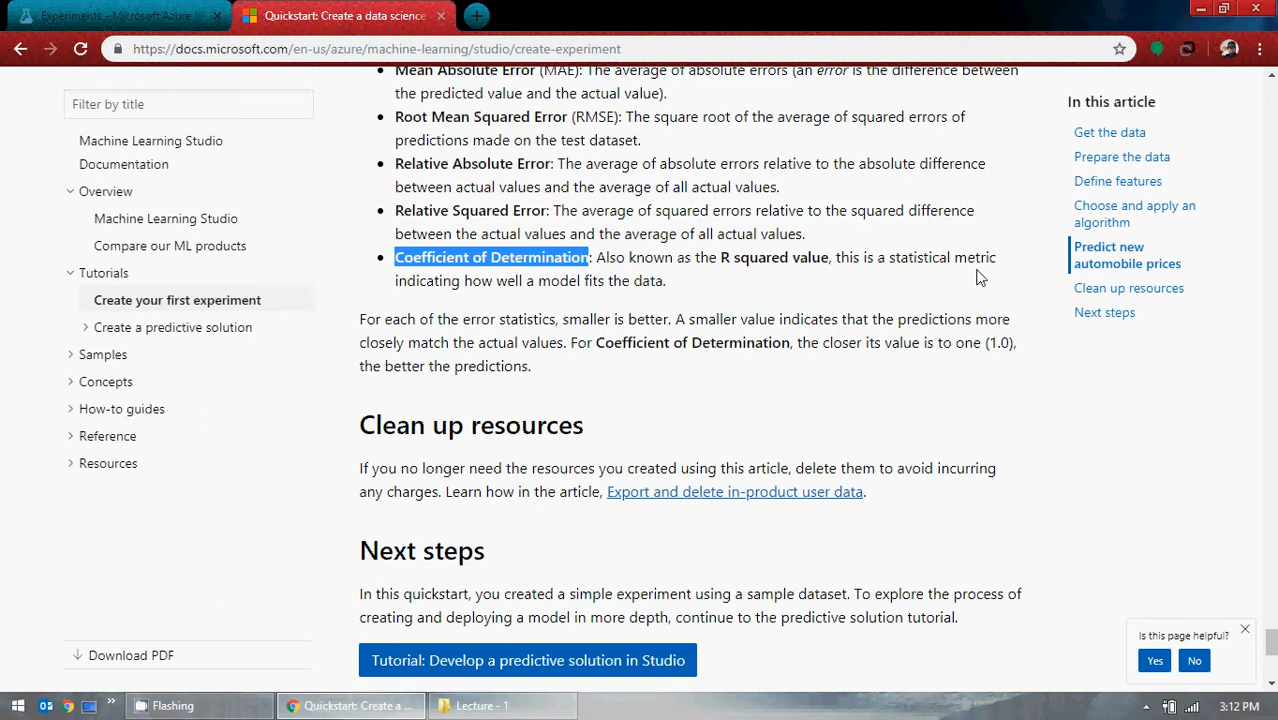 Experiments - Microsoft Azure
Quickstart: Create a data science
https://docs.microsoft.com/en-us/azure/machine-learning/studio/create-experiment
Filter by title
Machine Learning Studio
Documentation
Overview
Machine Learning Studio
Compare our ML products
Tutorials
Create your first experiment
Create a predictive solution
Samples
Concepts
How-to guides
Reference
Resources
Download PDF
Mean Absolute Error (MAE): The average of absolute errors (an error is the difference between
the predicted value and the actual value).
Root Mean Squared Error (RMSE): The square root of the average of squared errors of
predictions made on the test dataset.
Relative Absolute Error: The average of absolute errors relative to the absolute difference
between actual values and the average of all actual values.
Relative Squared Error: The average of squared errors relative to the squared difference
between the actual values and the average of all actual values.
Coefficient of Determination: Also known as the R squared value, this is a statistical metric
indicating how well a model fits the data.
For each of the error statistics, smaller is better. A smaller value indicates that the predictions more
closely match the actual values. For Coefficient of Determination, the closer its value is to one (1.0),
the better the predictions.
Clean up resources
If you no longer need the resources you created using this article, delete them to avoid incurring
any charges. Learn how in the article, Export and delete in-product user data.
Next steps
In this quickstart, you created a simple experiment using a sample dataset. To explore the process of
creating and deploying a model in more depth, continue to the predictive solution tutorial.
Tutorial: Develop a predictive solution in Studio
In this article
Get the data
Prepare the data
Define features
Choose and apply an
algorithm
Predict new
automobile prices
Clean up resources
Next steps
Is this page helpful?
Yes
No
Flashing
Quickstart: Create a ...
Lecture - 1
3:12 PM